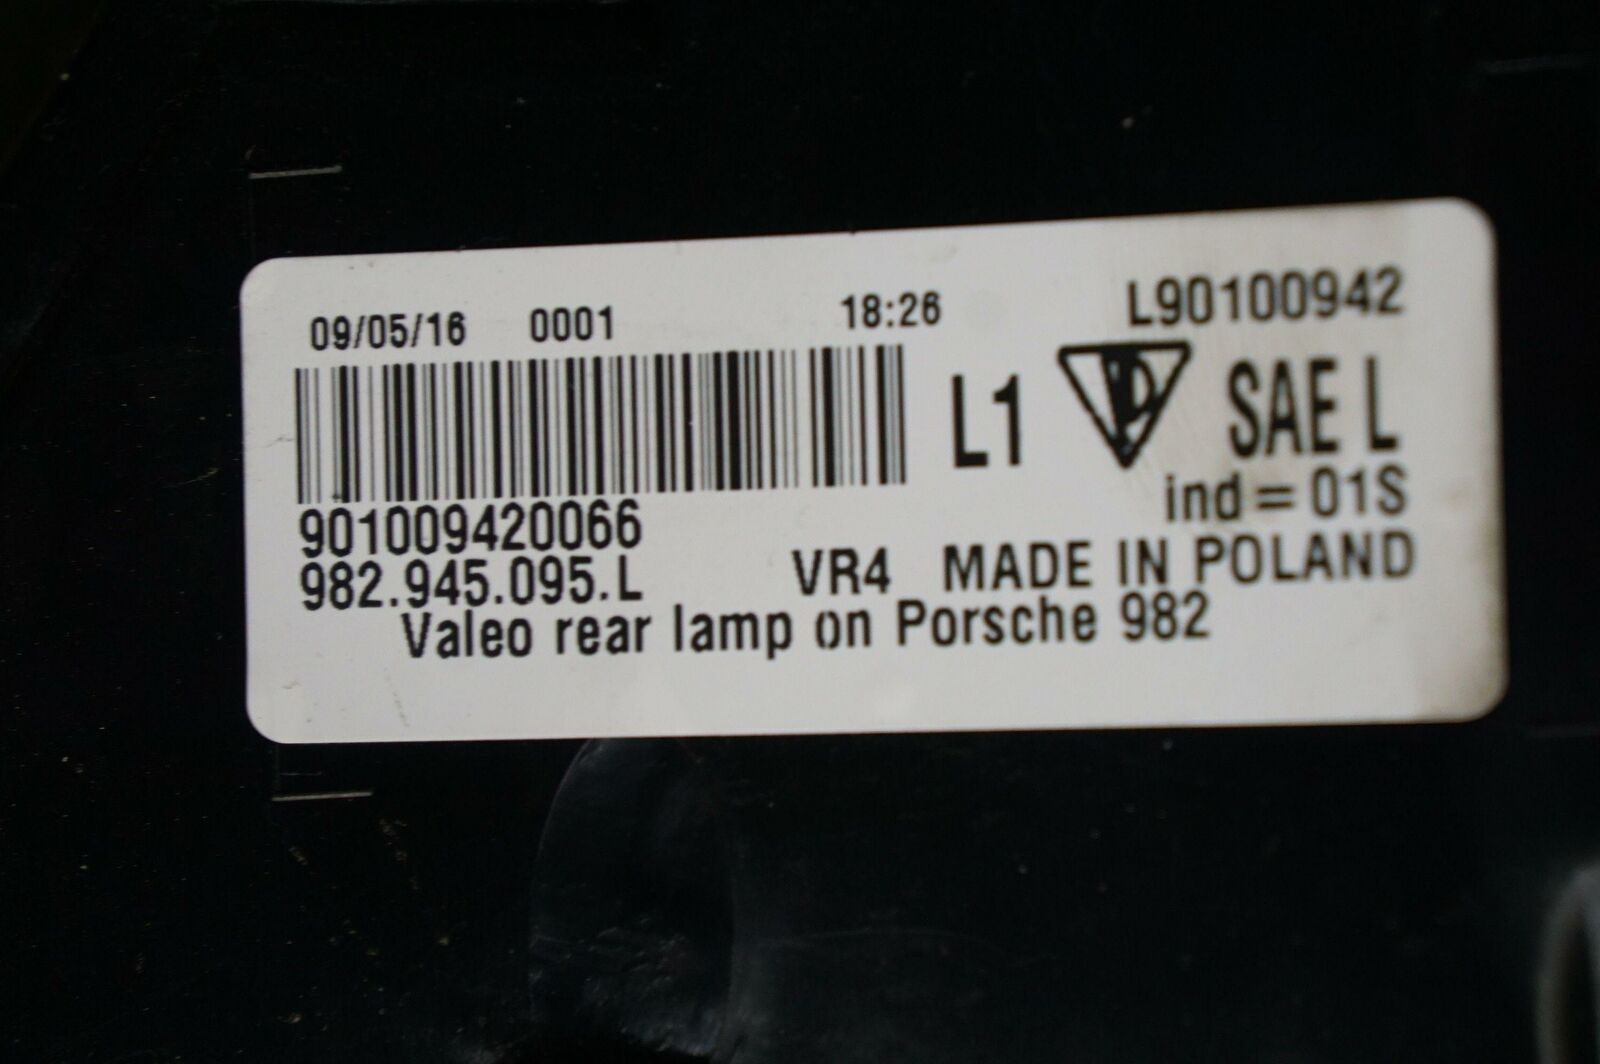 09/05/16 0001 18:26 L90100942
L1 SAE L
ind=01S
901009420066
982.945.095.L VR4 MADE IN POLAND
Valeo rear lamp on Porsche 982